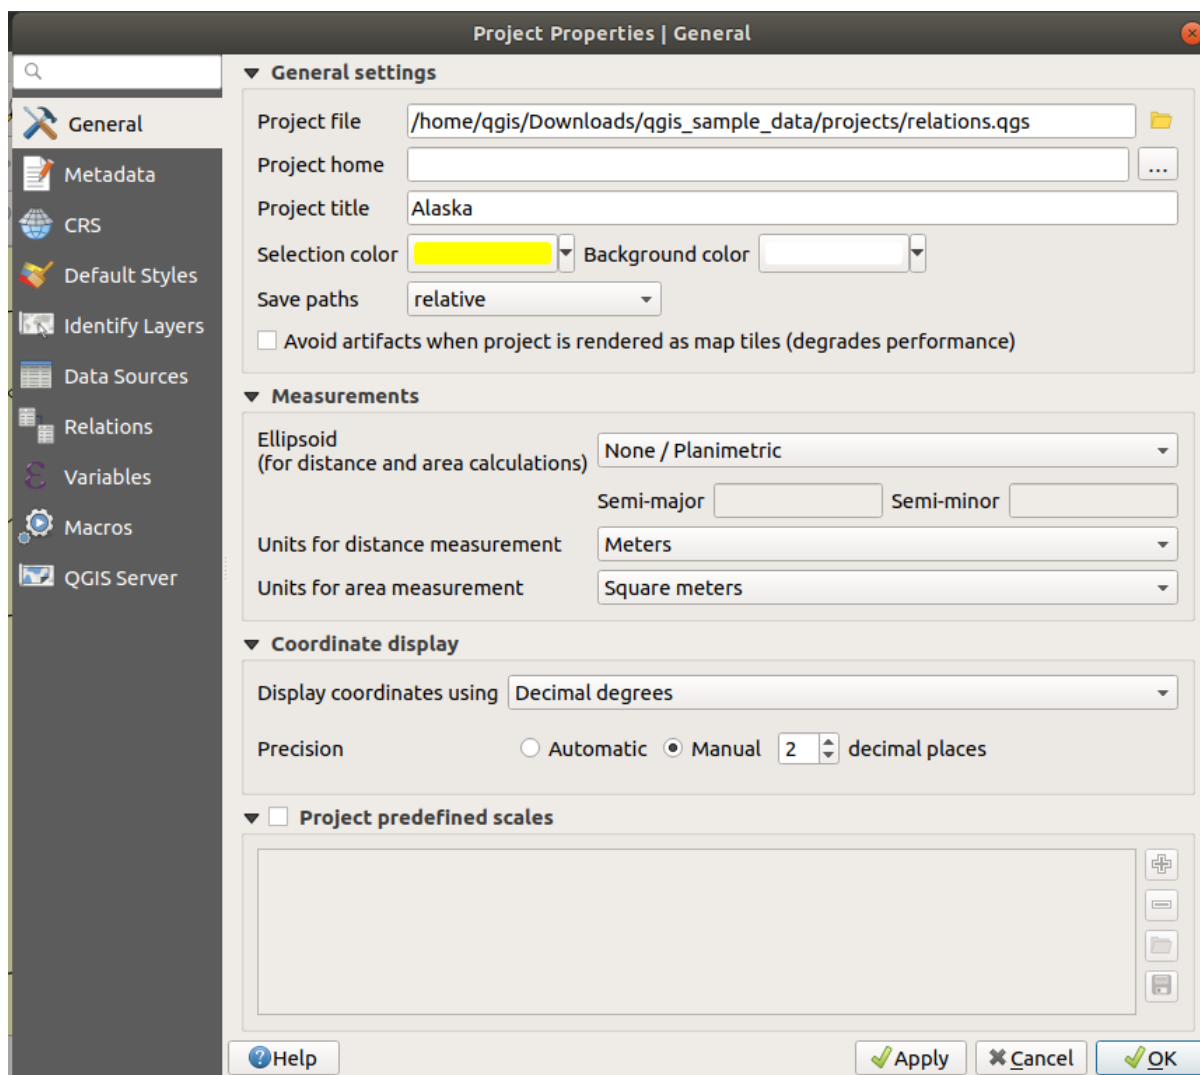 Project Properties | General
General
Metadata
CRS
Default Styles
Identify Layers
Data Sources
Relations
Variables
Macros
QGIS Server
General settings
Project file /home/qgis/Downloads/qgis_sample_data/projects/relations.qgs
Project home ...
Project title Alaska
Selection color Background color
Save paths relative
Avoid artifacts when project is rendered as map tiles (degrades performance)
Measurements
Ellipsoid
(for distance and area calculations) None / Planimetric
Semi-major Semi-minor
Units for distance measurement Meters
Units for area measurement Square meters
Coordinate display
Display coordinates using Decimal degrees
Precision Automatic Manual 2 decimal places
Project predefined scales
Help Apply Cancel OK